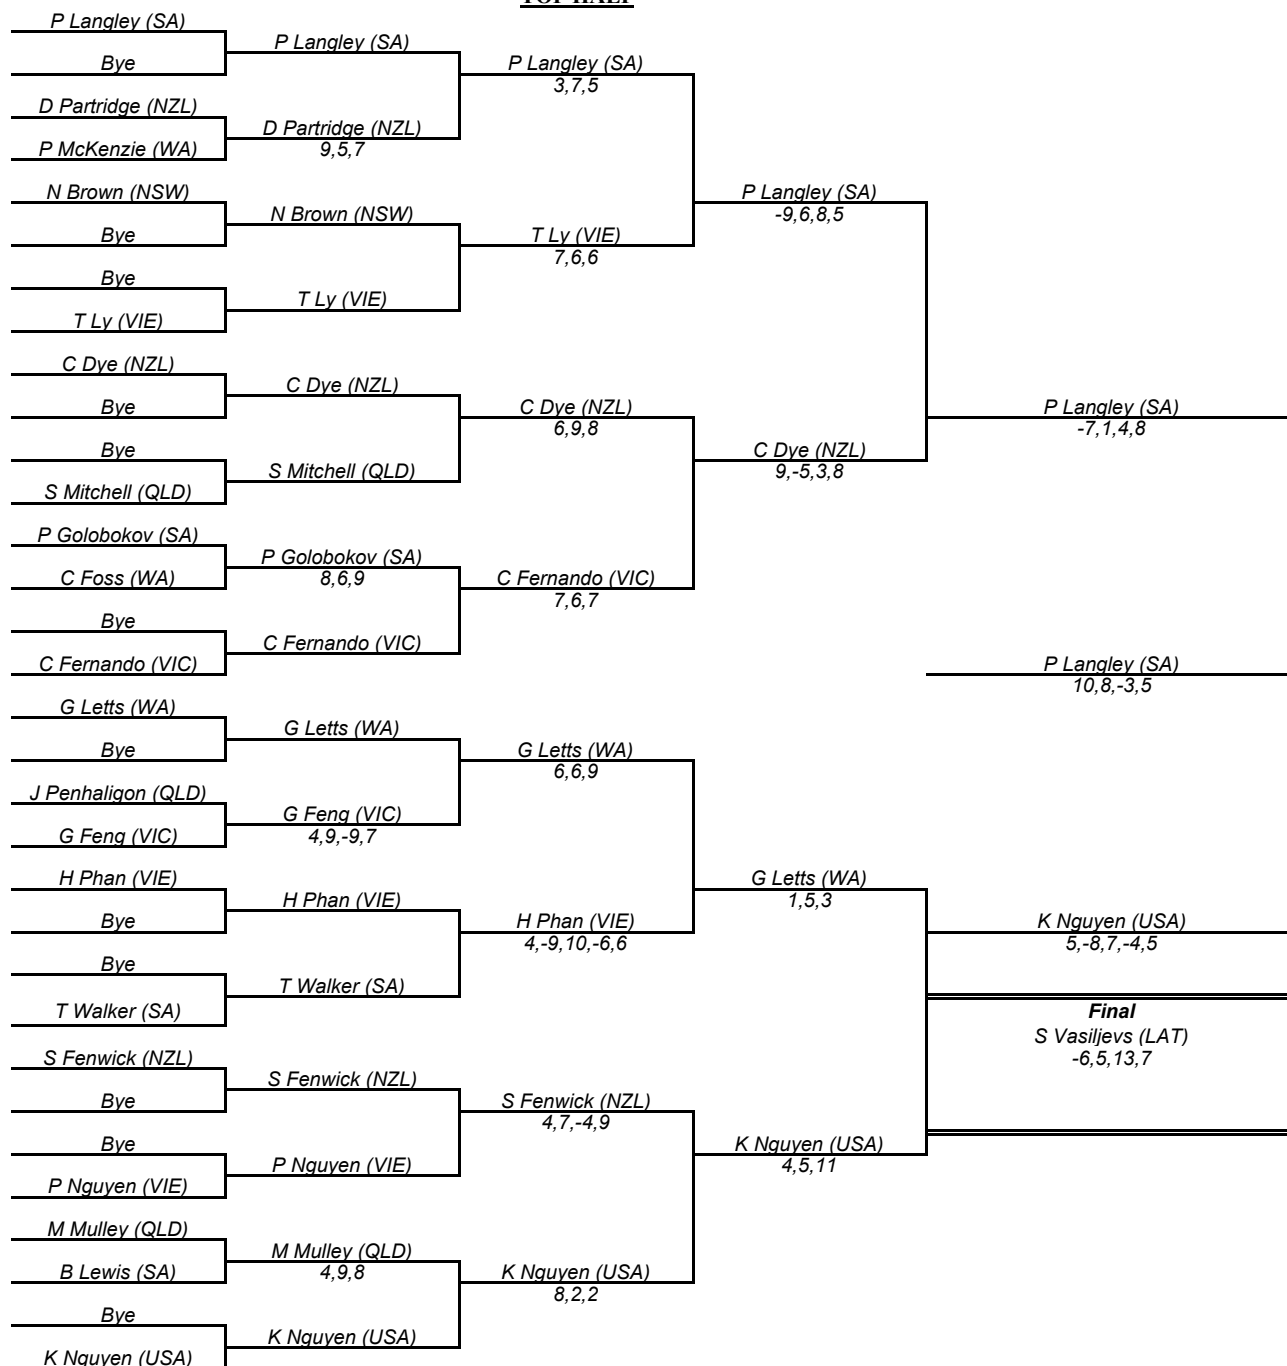 TOP HALF
P Langley (SA)
Bye
D Partridge (NZL)
P McKenzie (WA)
N Brown (NSW)
Bye
Bye
T Ly (VIE)
C Dye (NZL)
Bye
Bye
S Mitchell (QLD)
P Golobokov (SA)
C Foss (WA)
Bye
C Fernando (VIC)
G Letts (WA)
Bye
J Penhaligon (QLD)
G Feng (VIC)
H Phan (VIE)
Bye
Bye
T Walker (SA)
S Fenwick (NZL)
Bye
Bye
P Nguyen (VIE)
M Mulley (QLD)
B Lewis (SA)
Bye
K Nguyen (USA)
P Langley (SA)
D Partridge (NZL)
9,5,7
N Brown (NSW)
T Ly (VIE)
C Dye (NZL)
S Mitchell (QLD)
P Golobokov (SA)
8,6,9
C Fernando (VIC)
G Letts (WA)
G Feng (VIC)
4,9,-9,7
H Phan (VIE)
T Walker (SA)
S Fenwick (NZL)
P Nguyen (VIE)
M Mulley (QLD)
4,9,8
K Nguyen (USA)
P Langley (SA)
3,7,5
T Ly (VIE)
7,6,6
C Dye (NZL)
6,9,8
C Fernando (VIC)
7,6,7
G Letts (WA)
6,6,9
H Phan (VIE)
4,-9,10,-6,6
S Fenwick (NZL)
4,7,-4,9
K Nguyen (USA)
8,2,2
P Langley (SA)
-9,6,8,5
C Dye (NZL)
9,-5,3,8
G Letts (WA)
1,5,3
K Nguyen (USA)
4,5,11
P Langley (SA)
-7,1,4,8
P Langley (SA)
10,8,-3,5
K Nguyen (USA)
5,-8,7,-4,5
Final
S Vasiljevs (LAT)
-6,5,13,7